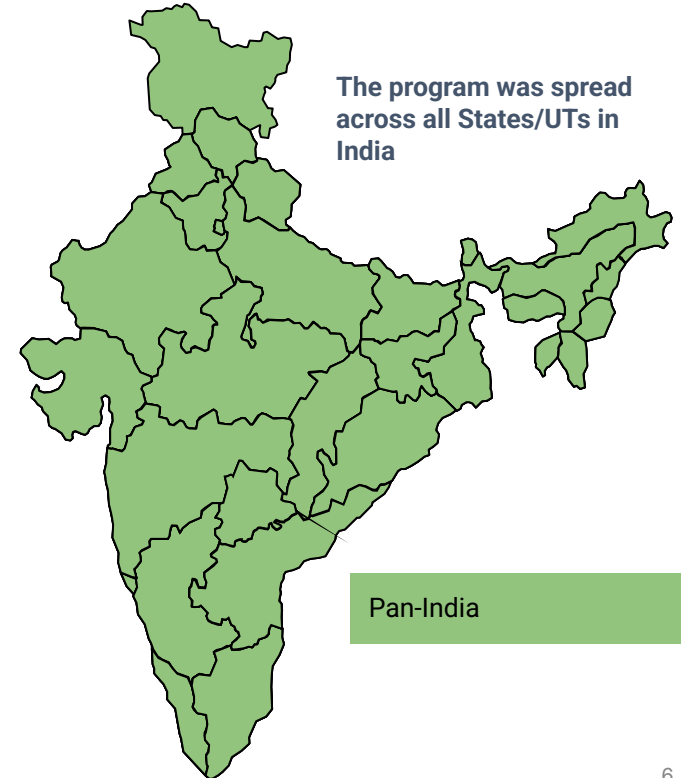 The program was spread
across all States/UTs in
India
Pan-India
6